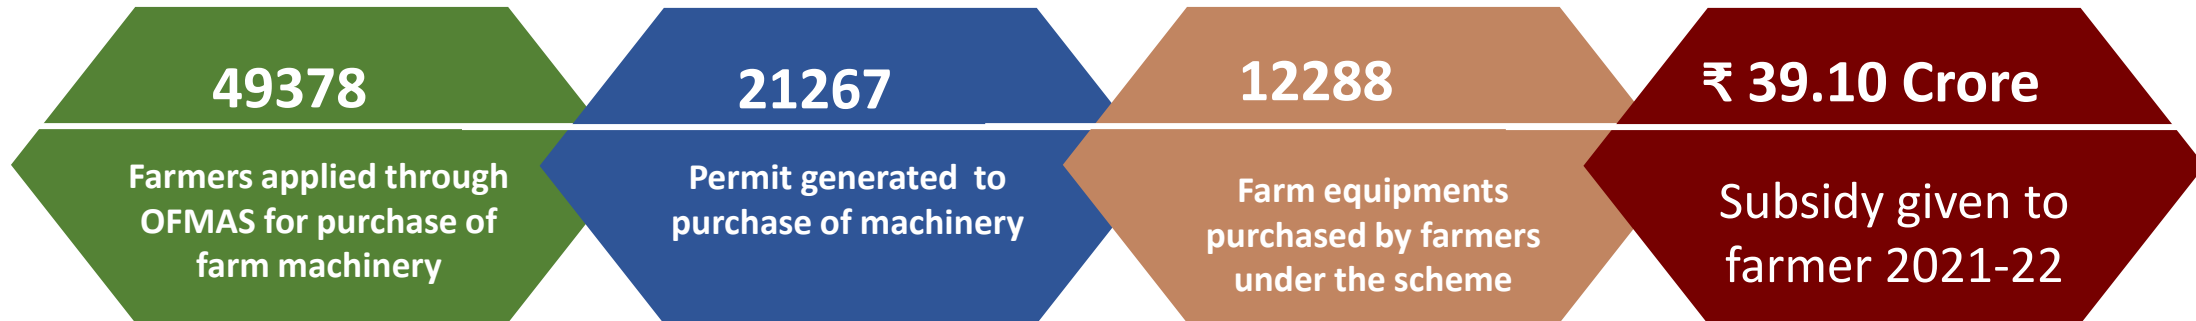 49378
Farmers applied through
OFMAS for purchase of
farm machinery
21267
Permit generated to
purchase of machinery
12288
Farm equipments
purchased by farmers
under the scheme
₹ 39.10 Crore
Subsidy given to
farmer 2021-22